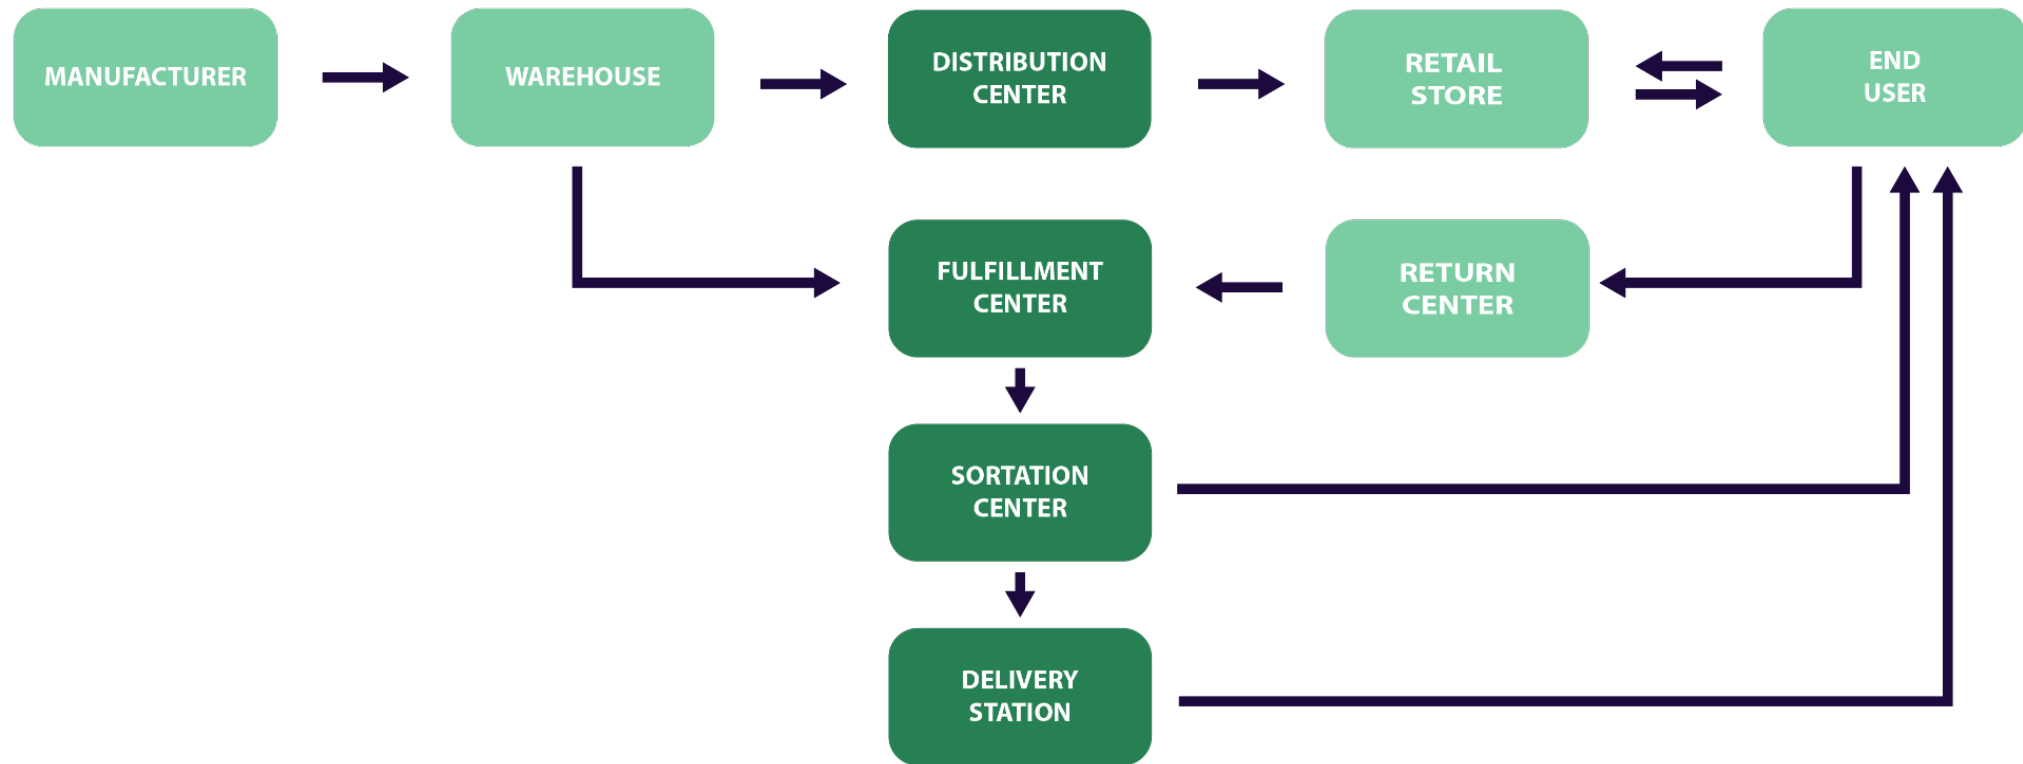 MANUFACTURER
WAREHOUSE
DISTRIBUTION
CENTER
RETAIL
STORE
END
USER
FULFILLMENT
CENTER
RETURN
CENTER
SORTATION
CENTER
DELIVERY
STATION